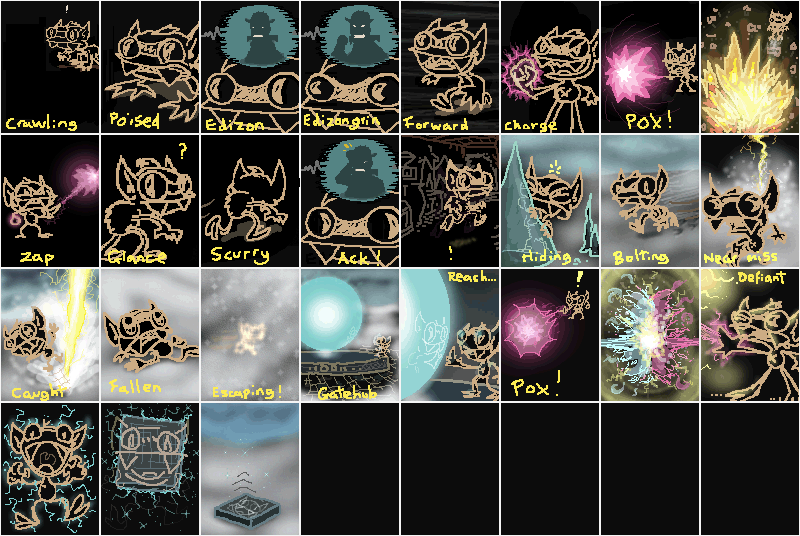 !
Crawling
Poised
Edizon
Edizongrin
Forward
Charge
POX!
Zap
?
Glance
Scurry
Ack!
!
Hiding
Bolting
Near miss
Caught
Fallen
Escaping!
Gatehub
Reach...
!
Pox!
Defiant